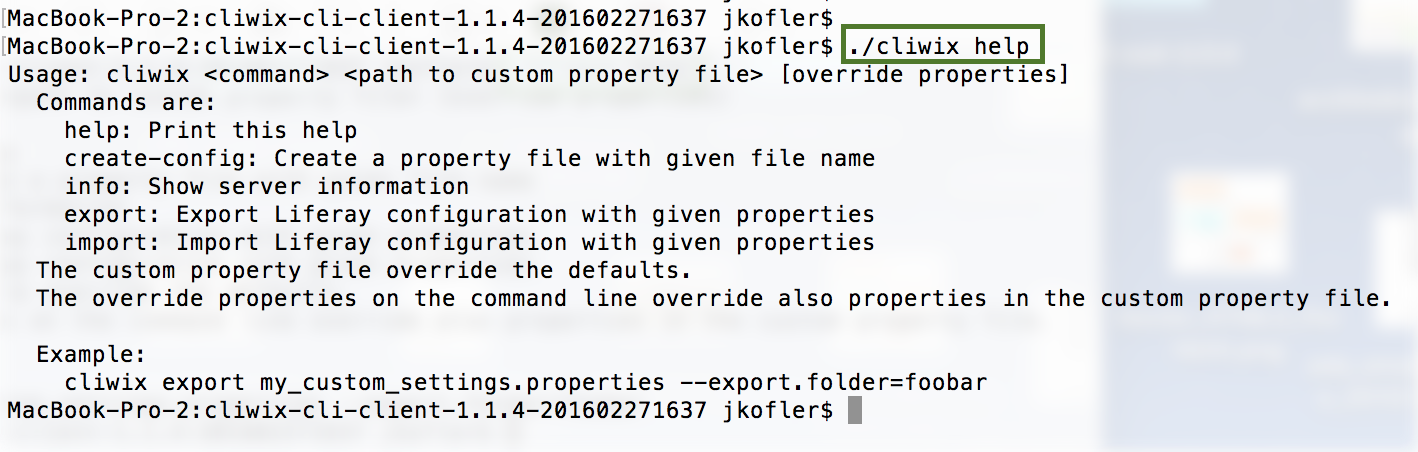 [MacBook-Pro-2:cliwix-cli-client-1.1.4-201602271637 jkofler$
[MacBook-Pro-2:cliwix-cli-client-1.1.4-201602271637 jkofler$ ./cliwix help
Usage: cliwix <command> <path to custom property file> [override properties]
  Commands are:
    help: Print this help
    create-config: Create a property file with given file name
    info: Show server information
    export: Export Liferay configuration with given properties
    import: Import Liferay configuration with given properties
  The custom property file override the defaults.
  The override properties on the command line override also properties in the custom property file.
  Example:
    cliwix export my_custom_settings.properties --export.folder=foobar
MacBook-Pro-2:cliwix-cli-client-1.1.4-201602271637 jkofler$